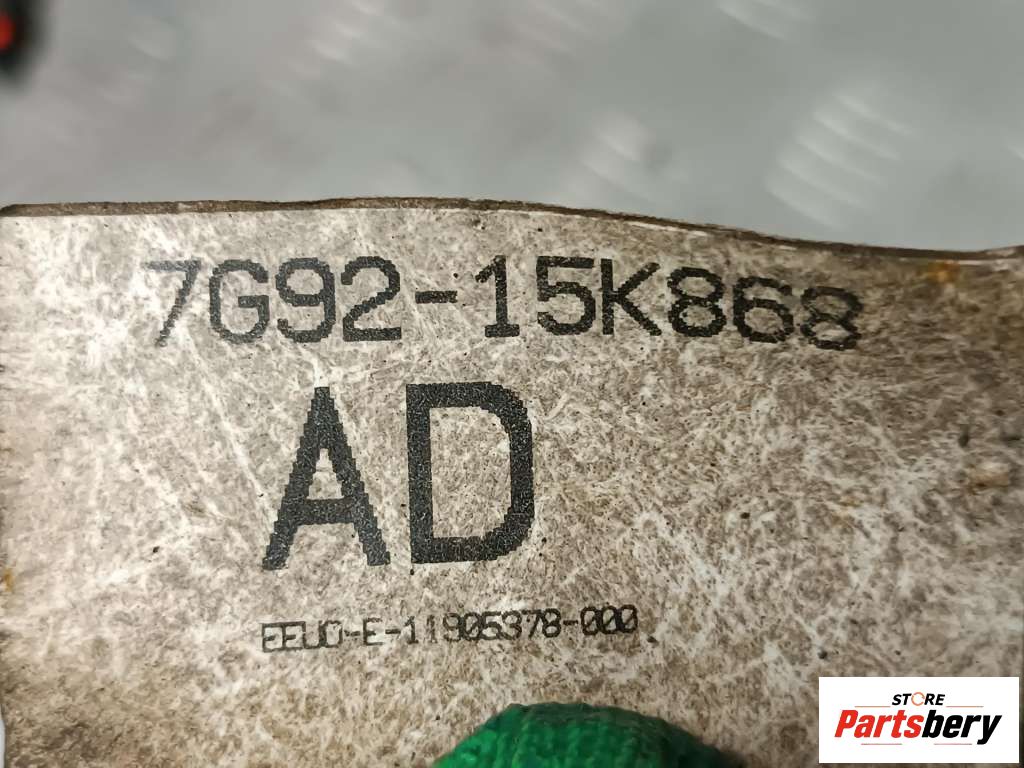 7G92-15K868
AD
EEUO-E-11905378-000
STORE
Partsbery